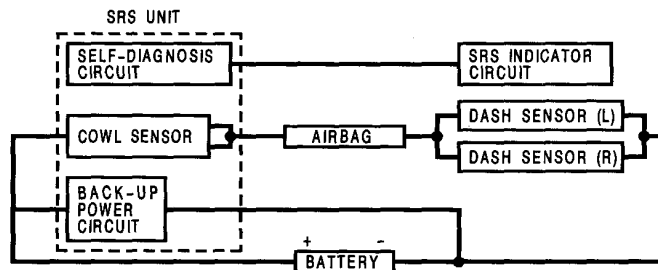 SRS UNIT
SELF-DIAGNOSIS
CIRCUIT
SRS INDICATOR
CIRCUIT
COWL SENSOR
AIRBAG
DASH SENSOR (L)
DASH SENSOR (R)
BACK-UP
POWER
CIRCUIT
+ -
BATTERY